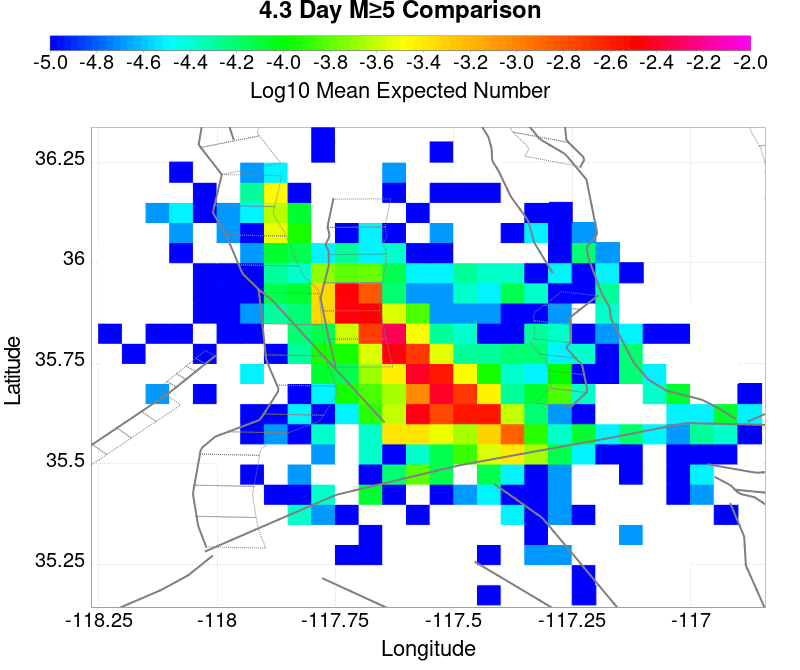 4.3 Day M≥5 Comparison
-5.0 -4.8 -4.6 -4.4 -4.2 -4.0 -3.8 -3.6 -3.4 -3.2 -3.0 -2.8 -2.6 -2.4 -2.2 -2.0
Log10 Mean Expected Number
36.25
36
35.75
35.5
35.25
Latitude
-118.25 -118 -117.75 -117.5 -117.25 -117
Longitude